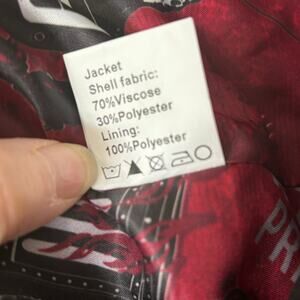 Jacket
Shell fabric:
70%Viscose
30%Polyester
Lining:
100%Polyester